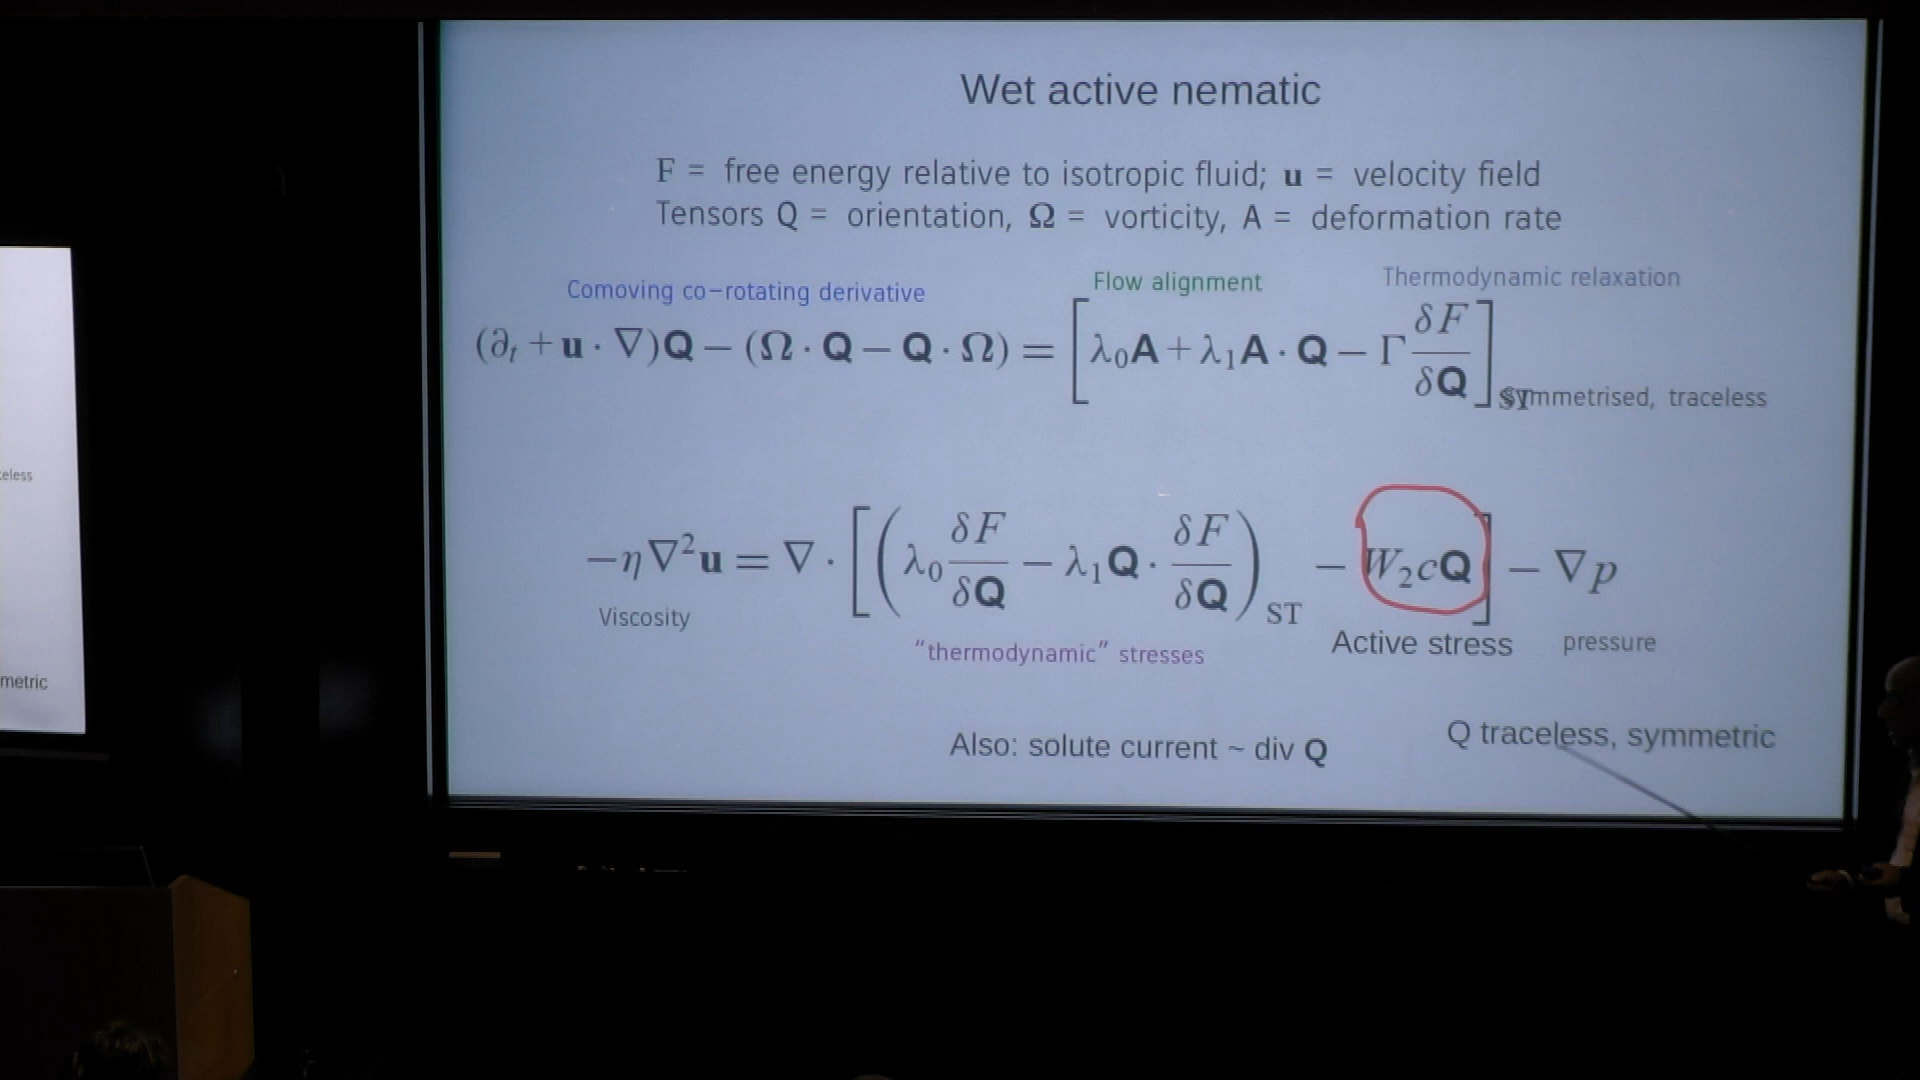 Wet active nematic
F = free energy relative to isotropic fluid; u = velocity field
Tensors Q = orientation, Ω = vorticity, A = deformation rate
Comoving co-rotating derivative
Flow alignment
Thermodynamic relaxation
(∂ₜ + u · ∇)Q − (Ω · Q − Q · Ω) = [λ₀A + λ₁A · Q − Γ δF/δQ]ST
Symmetrised, traceless
−η∇²u = ∇ · [(λ₀ δF/δQ − λ₁Q · δF/δQ)ST − W₂cQ] − ∇p
Viscosity
"thermodynamic" stresses
Active stress
pressure
Also: solute current ~ div Q
Q traceless, symmetric
eless
metric